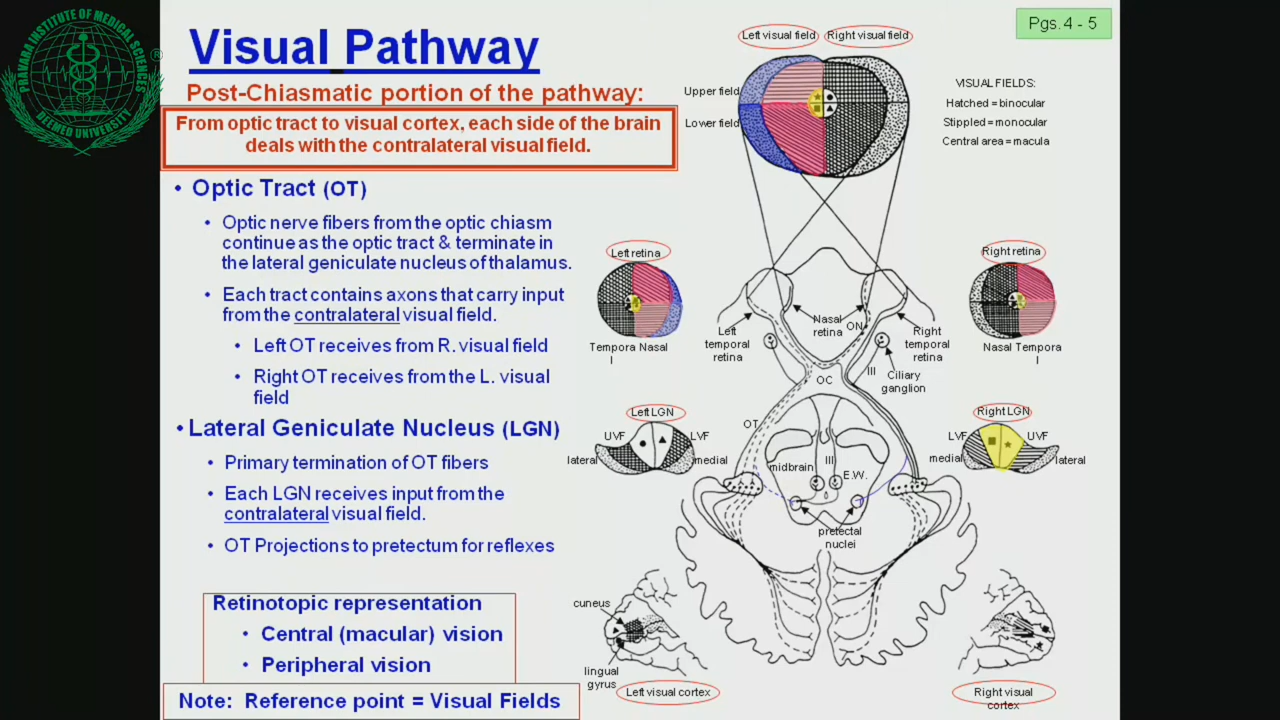 PRAVARA INSTITUTE OF MEDICAL SCIENCES
DEEMED UNIVERSITY
®
Visual Pathway
Pgs. 4 - 5
Post-Chiasmatic portion of the pathway:
From optic tract to visual cortex, each side of the brain
deals with the contralateral visual field.
• Optic Tract (OT)
• Optic nerve fibers from the optic chiasm
continue as the optic tract & terminate in
the lateral geniculate nucleus of thalamus.
• Each tract contains axons that carry input
from the contralateral visual field.
• Left OT receives from R. visual field
• Right OT receives from the L. visual
field
• Lateral Geniculate Nucleus (LGN)
• Primary termination of OT fibers
• Each LGN receives input from the
contralateral visual field.
• OT Projections to pretectum for reflexes
Retinotopic representation
• Central (macular) vision
• Peripheral vision
Note: Reference point = Visual Fields
Left visual field
Right visual field
Upper field
Lower field
VISUAL FIELDS:
Hatched = binocular
Stippled = monocular
Central area = macula
Left retina
Right retina
Tempora Nasal
l
Nasal Tempora
l
Left
temporal
retina
Nasal
retina
ON
Right
temporal
retina
III
Ciliary
ganglion
OC
OT
Left LGN
UVF
LVF
lateral
medial
Right LGN
LVF
UVF
medial
lateral
midbrain
III
E.W.
pretectal
nuclei
cuneus
lingual
gyrus
Left visual cortex
Right visual
cortex